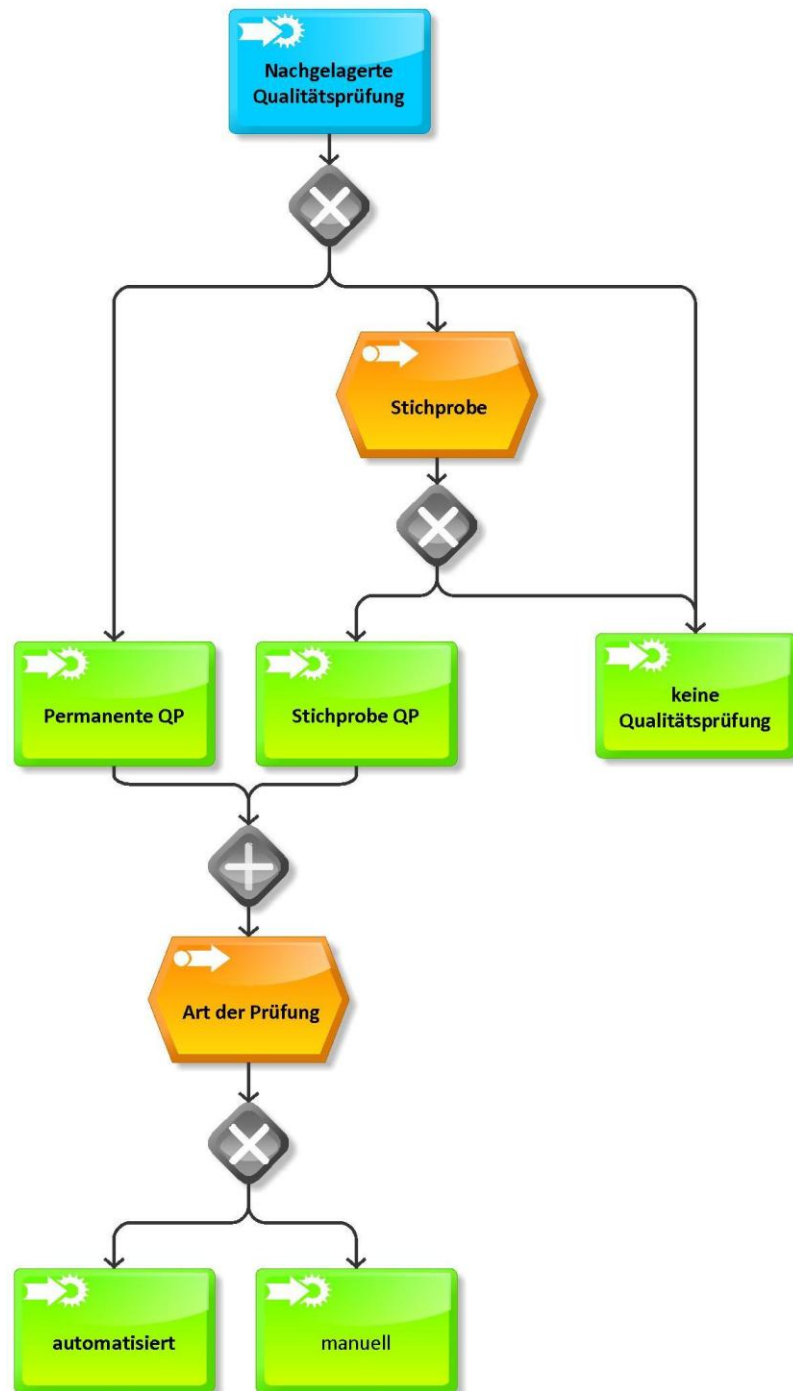 Nachgelagerte
Qualitätsprüfung
Stichprobe
Permanente QP
Stichprobe QP
keine
Qualitätsprüfung
Art der Prüfung
automatisiert
manuell